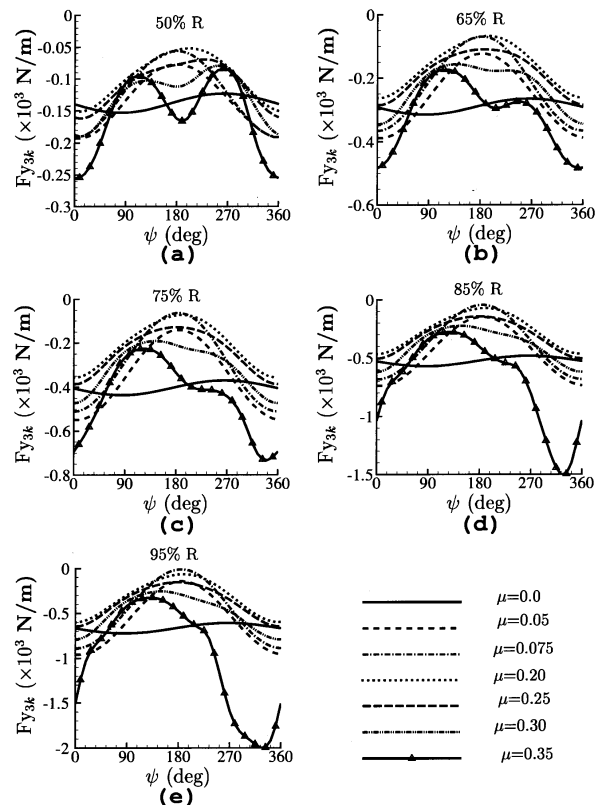 50% R
0
-0.05
-0.1
-0.15
-0.2
-0.25
-0.3
Fy3k (×10³ N/m)
0 90 180 270 360
ψ (deg)
(a)
65% R
0
-0.2
-0.4
-0.6
Fy3k (×10³ N/m)
0 90 180 270 360
ψ (deg)
(b)
75% R
0
-0.2
-0.4
-0.6
-0.8
Fy3k (×10³ N/m)
0 90 180 270 360
ψ (deg)
(c)
85% R
0
-0.5
-1
-1.5
Fy3k (×10³ N/m)
0 90 180 270 360
ψ (deg)
(d)
95% R
0
-0.5
-1
-1.5
-2
Fy3k (×10³ N/m)
0 90 180 270 360
ψ (deg)
(e)
μ=0.0
μ=0.05
μ=0.075
μ=0.20
μ=0.25
μ=0.30
μ=0.35